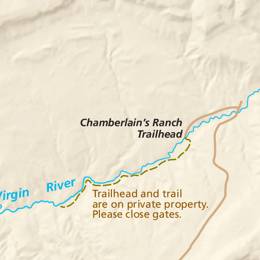 Chamberlain's Ranch
Trailhead
Virgin River
Trailhead and trail
are on private property.
Please close gates.